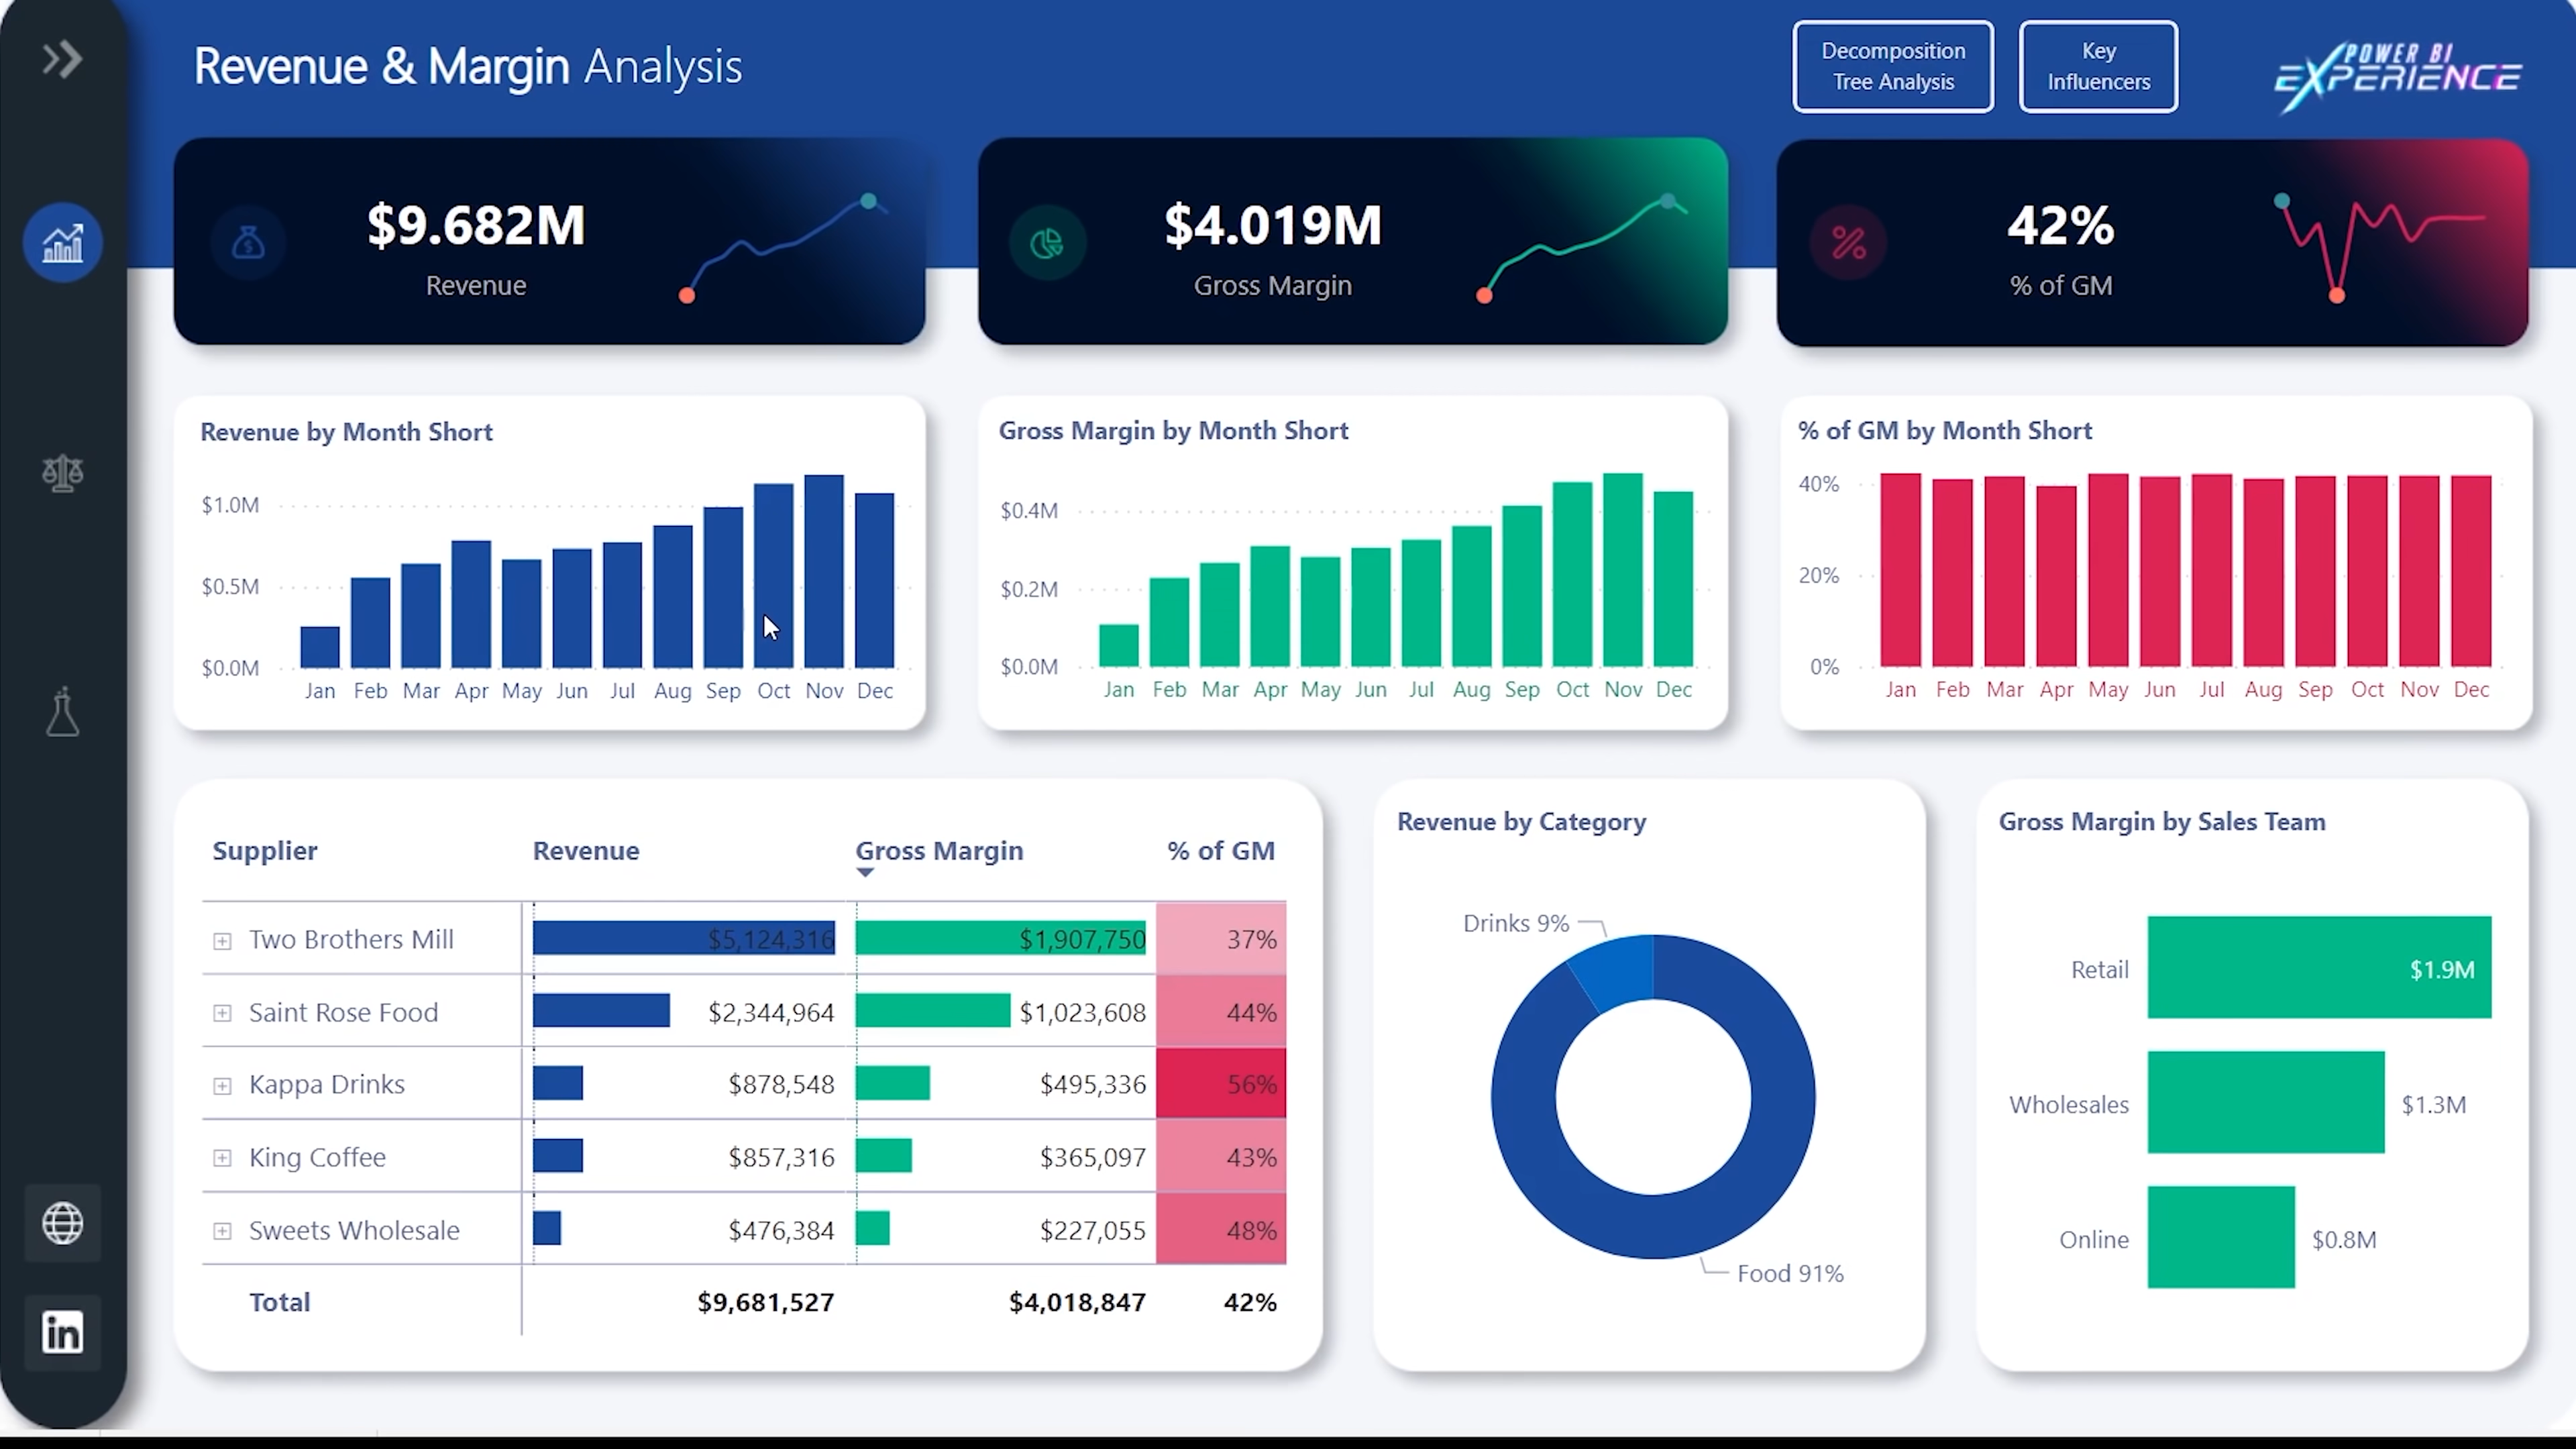 Revenue & Margin Analysis
Decomposition
Tree Analysis
Key
Influencers
POWER BI
EXPERIENCE
$9.682M
Revenue
$4.019M
Gross Margin
42%
% of GM
Revenue by Month Short
$1.0M
$0.5M
$0.0M
Jan Feb Mar Apr May Jun Jul Aug Sep Oct Nov Dec
Gross Margin by Month Short
$0.4M
$0.2M
$0.0M
Jan Feb Mar Apr May Jun Jul Aug Sep Oct Nov Dec
% of GM by Month Short
40%
20%
0%
Jan Feb Mar Apr May Jun Jul Aug Sep Oct Nov Dec
Supplier Revenue Gross Margin % of GM
Two Brothers Mill $5,124,316 $1,907,750 37%
Saint Rose Food $2,344,964 $1,023,608 44%
Kappa Drinks $878,548 $495,336 56%
King Coffee $857,316 $365,097 43%
Sweets Wholesale $476,384 $227,055 48%
Total $9,681,527 $4,018,847 42%
Revenue by Category
Drinks 9%
Food 91%
Gross Margin by Sales Team
Retail $1.9M
Wholesales $1.3M
Online $0.8M
in